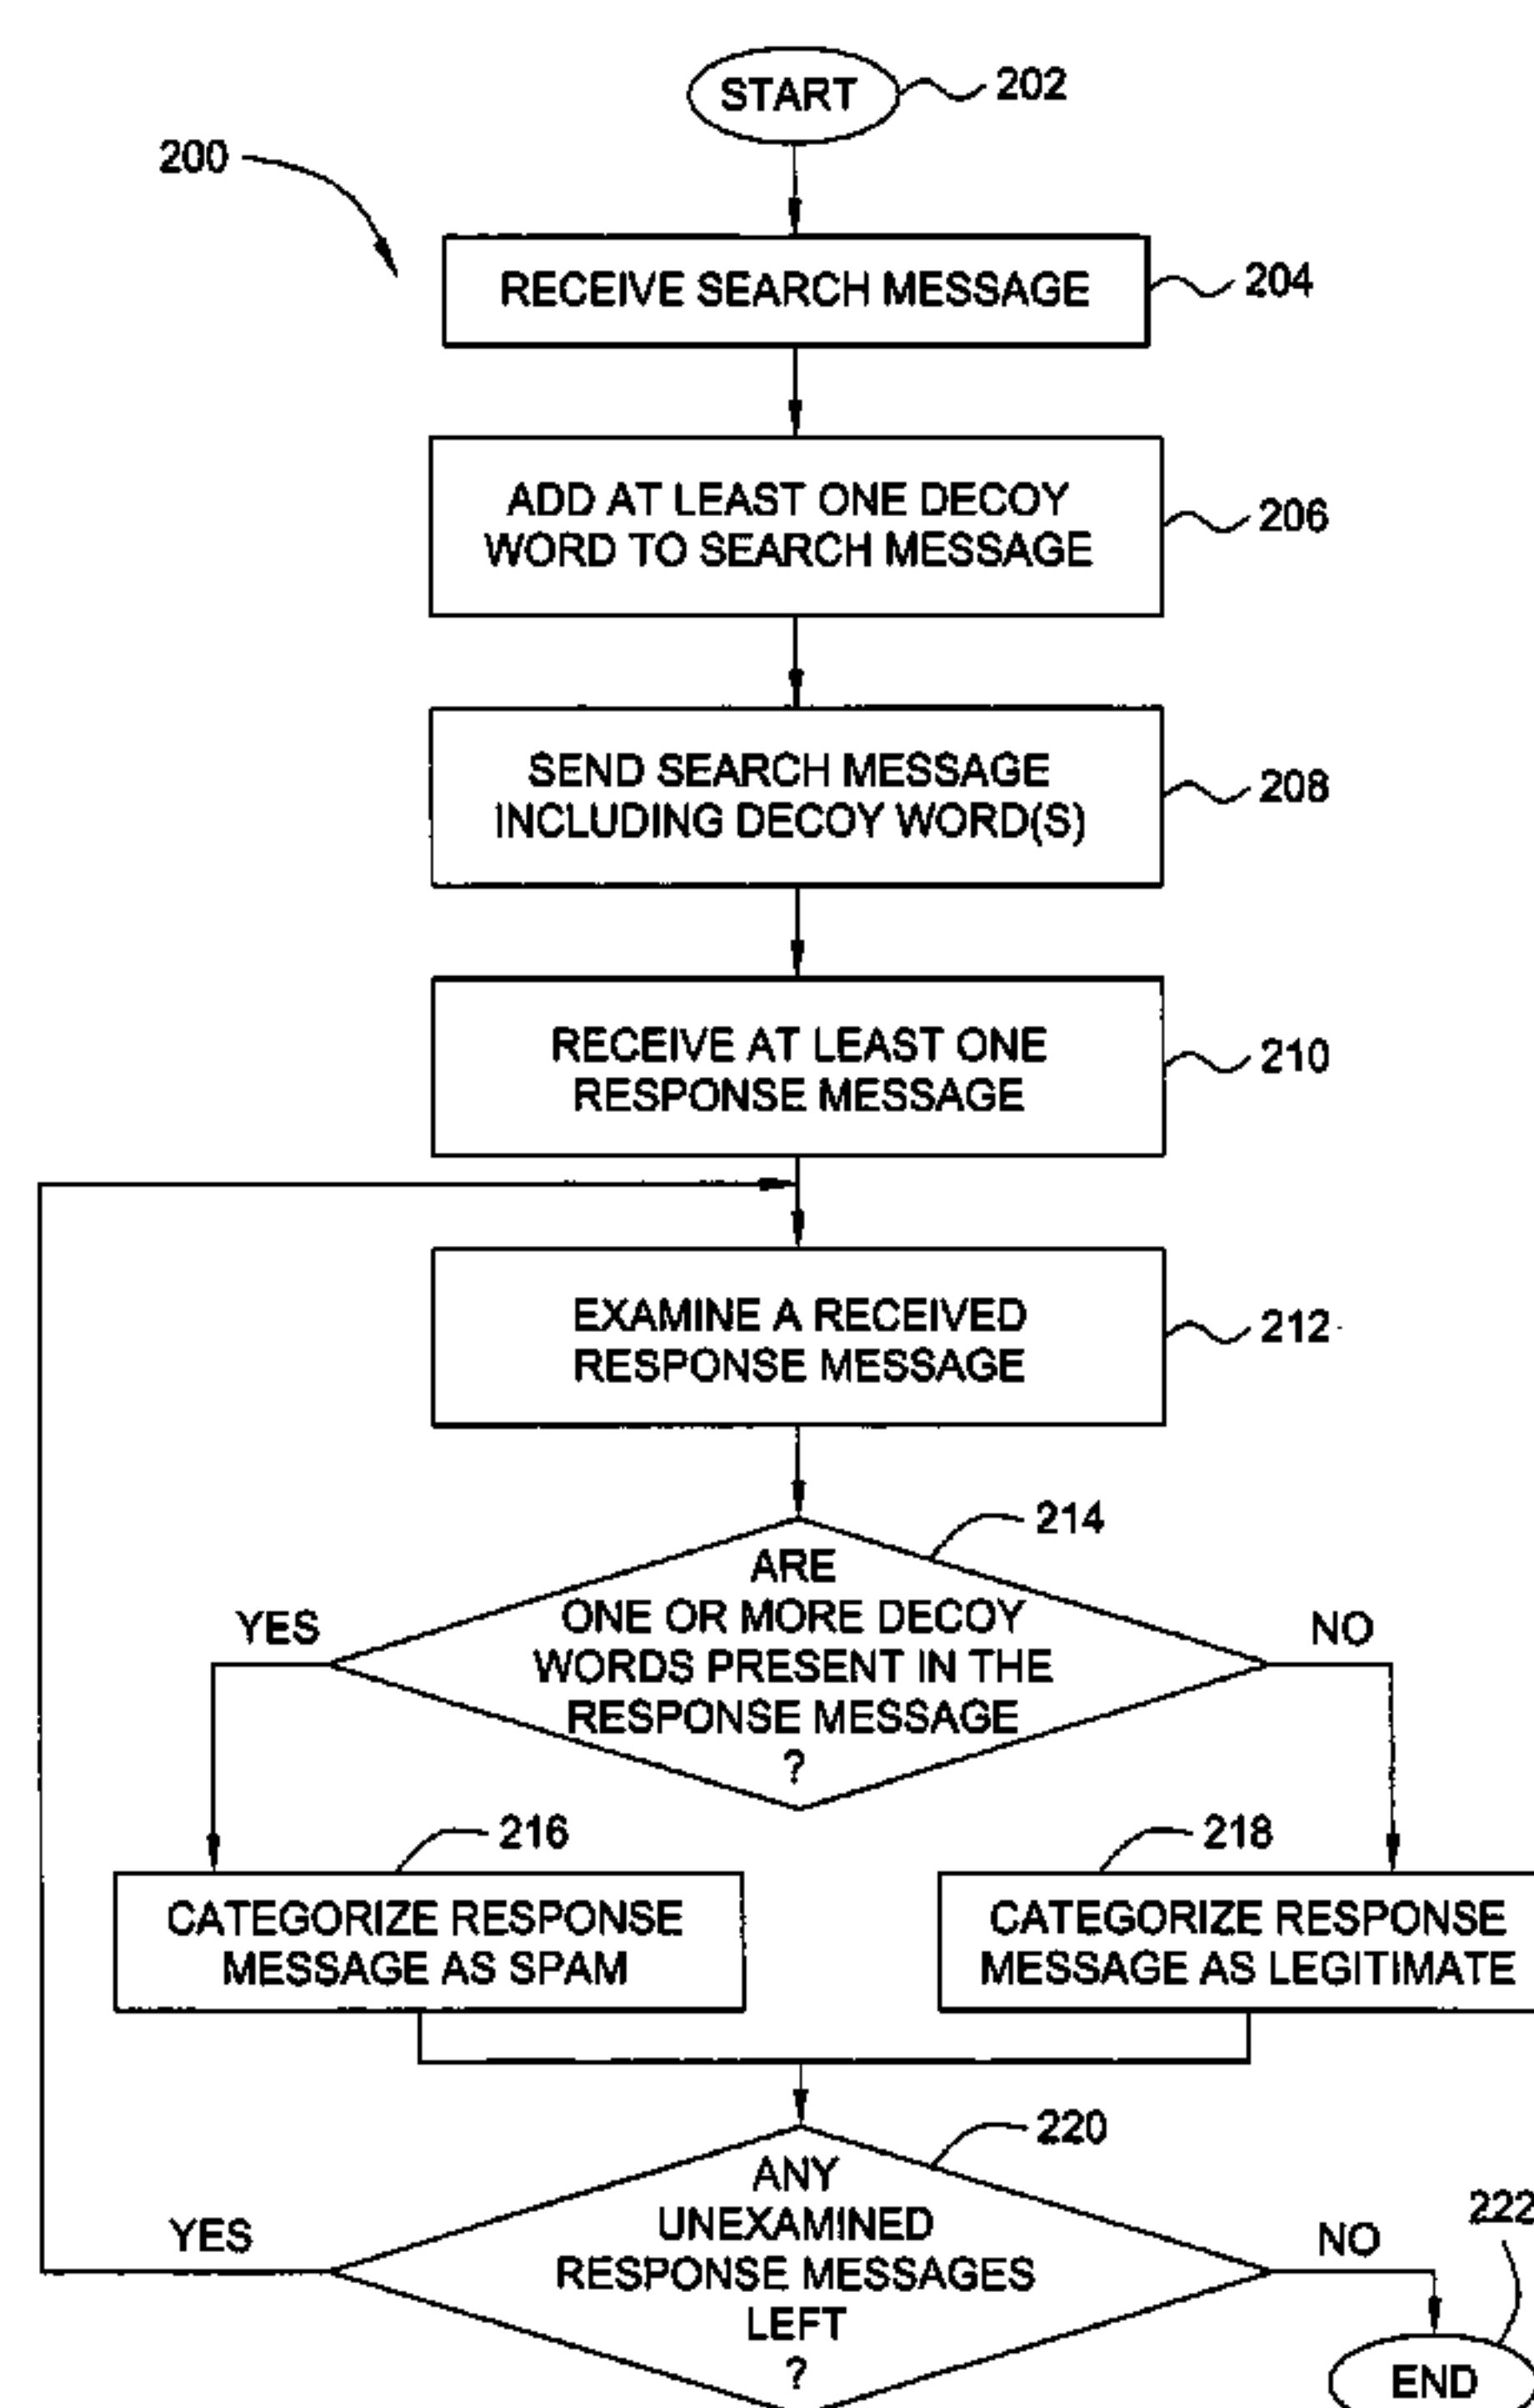 START
202
200
RECEIVE SEARCH MESSAGE
204
ADD AT LEAST ONE DECOY
WORD TO SEARCH MESSAGE
206
SEND SEARCH MESSAGE
INCLUDING DECOY WORD(S)
208
RECEIVE AT LEAST ONE
RESPONSE MESSAGE
210
EXAMINE A RECEIVED
RESPONSE MESSAGE
212
214
ARE
ONE OR MORE DECOY
WORDS PRESENT IN THE
RESPONSE MESSAGE
?
YES
NO
216
CATEGORIZE RESPONSE
MESSAGE AS SPAM
218
CATEGORIZE RESPONSE
MESSAGE AS LEGITIMATE
220
ANY
UNEXAMINED
RESPONSE MESSAGES
LEFT
?
YES
NO
222
END